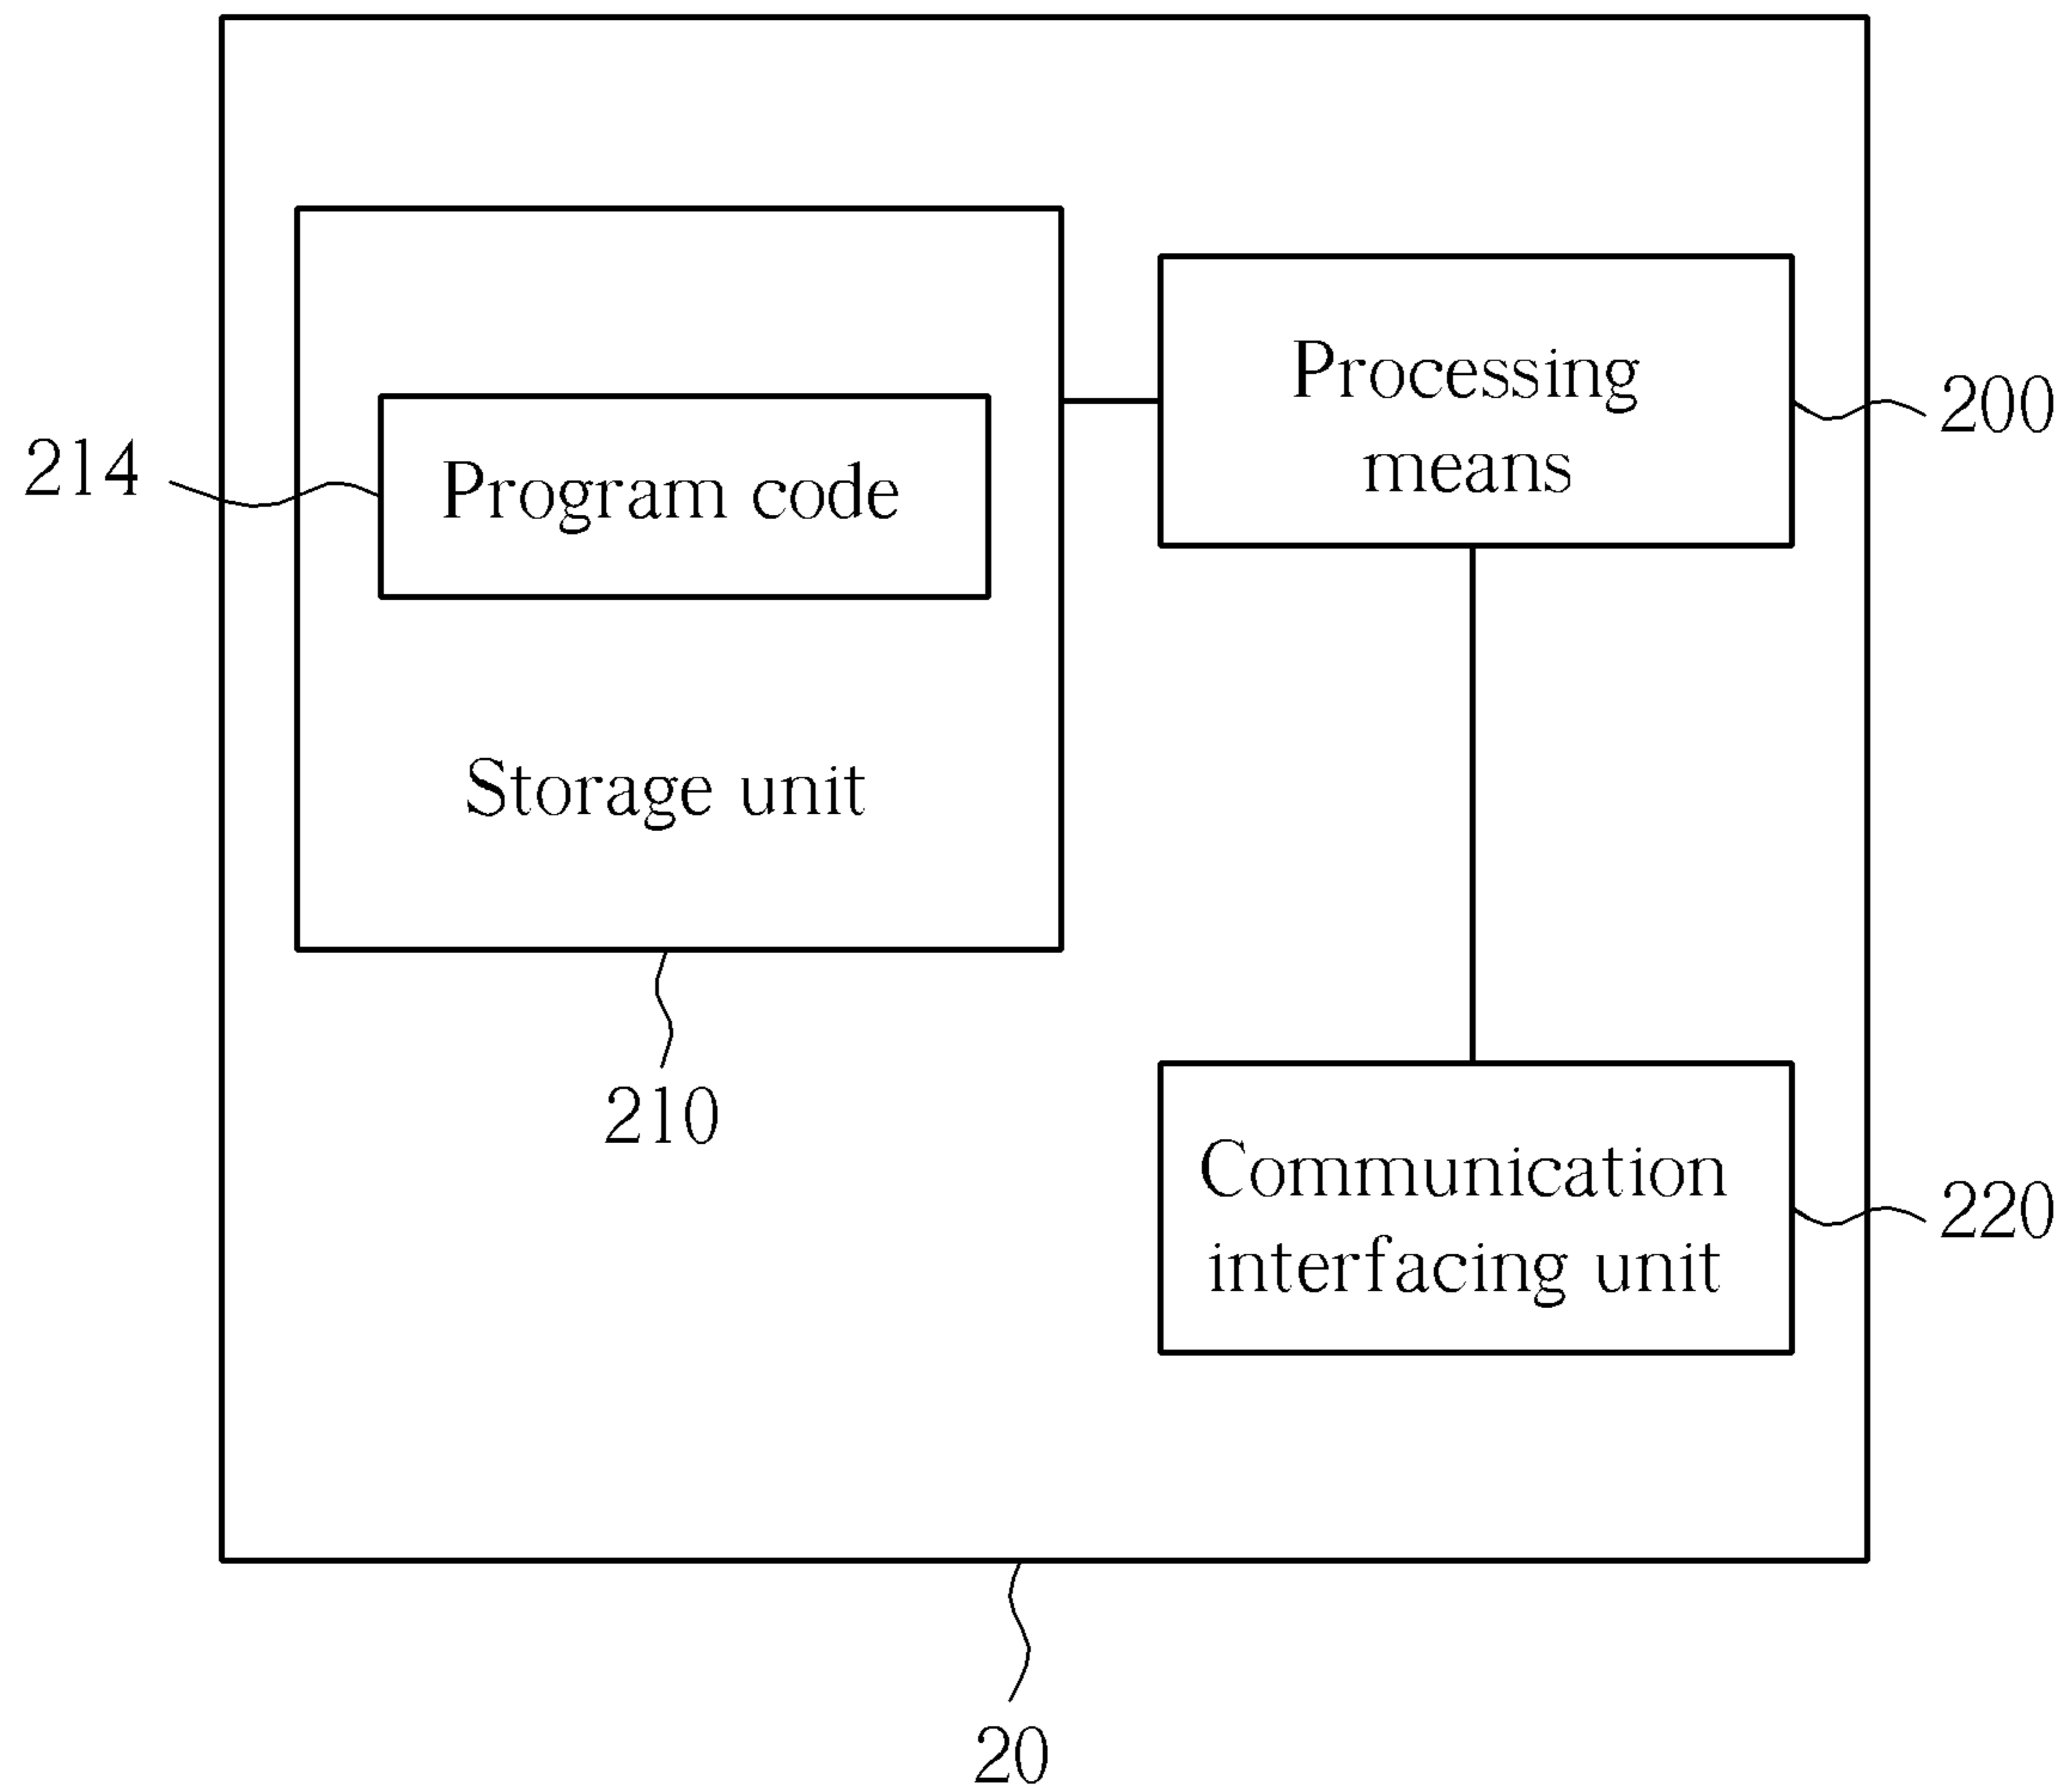 Processing
means
200
214
Program code
Storage unit
210
Communication
interfacing unit
220
20